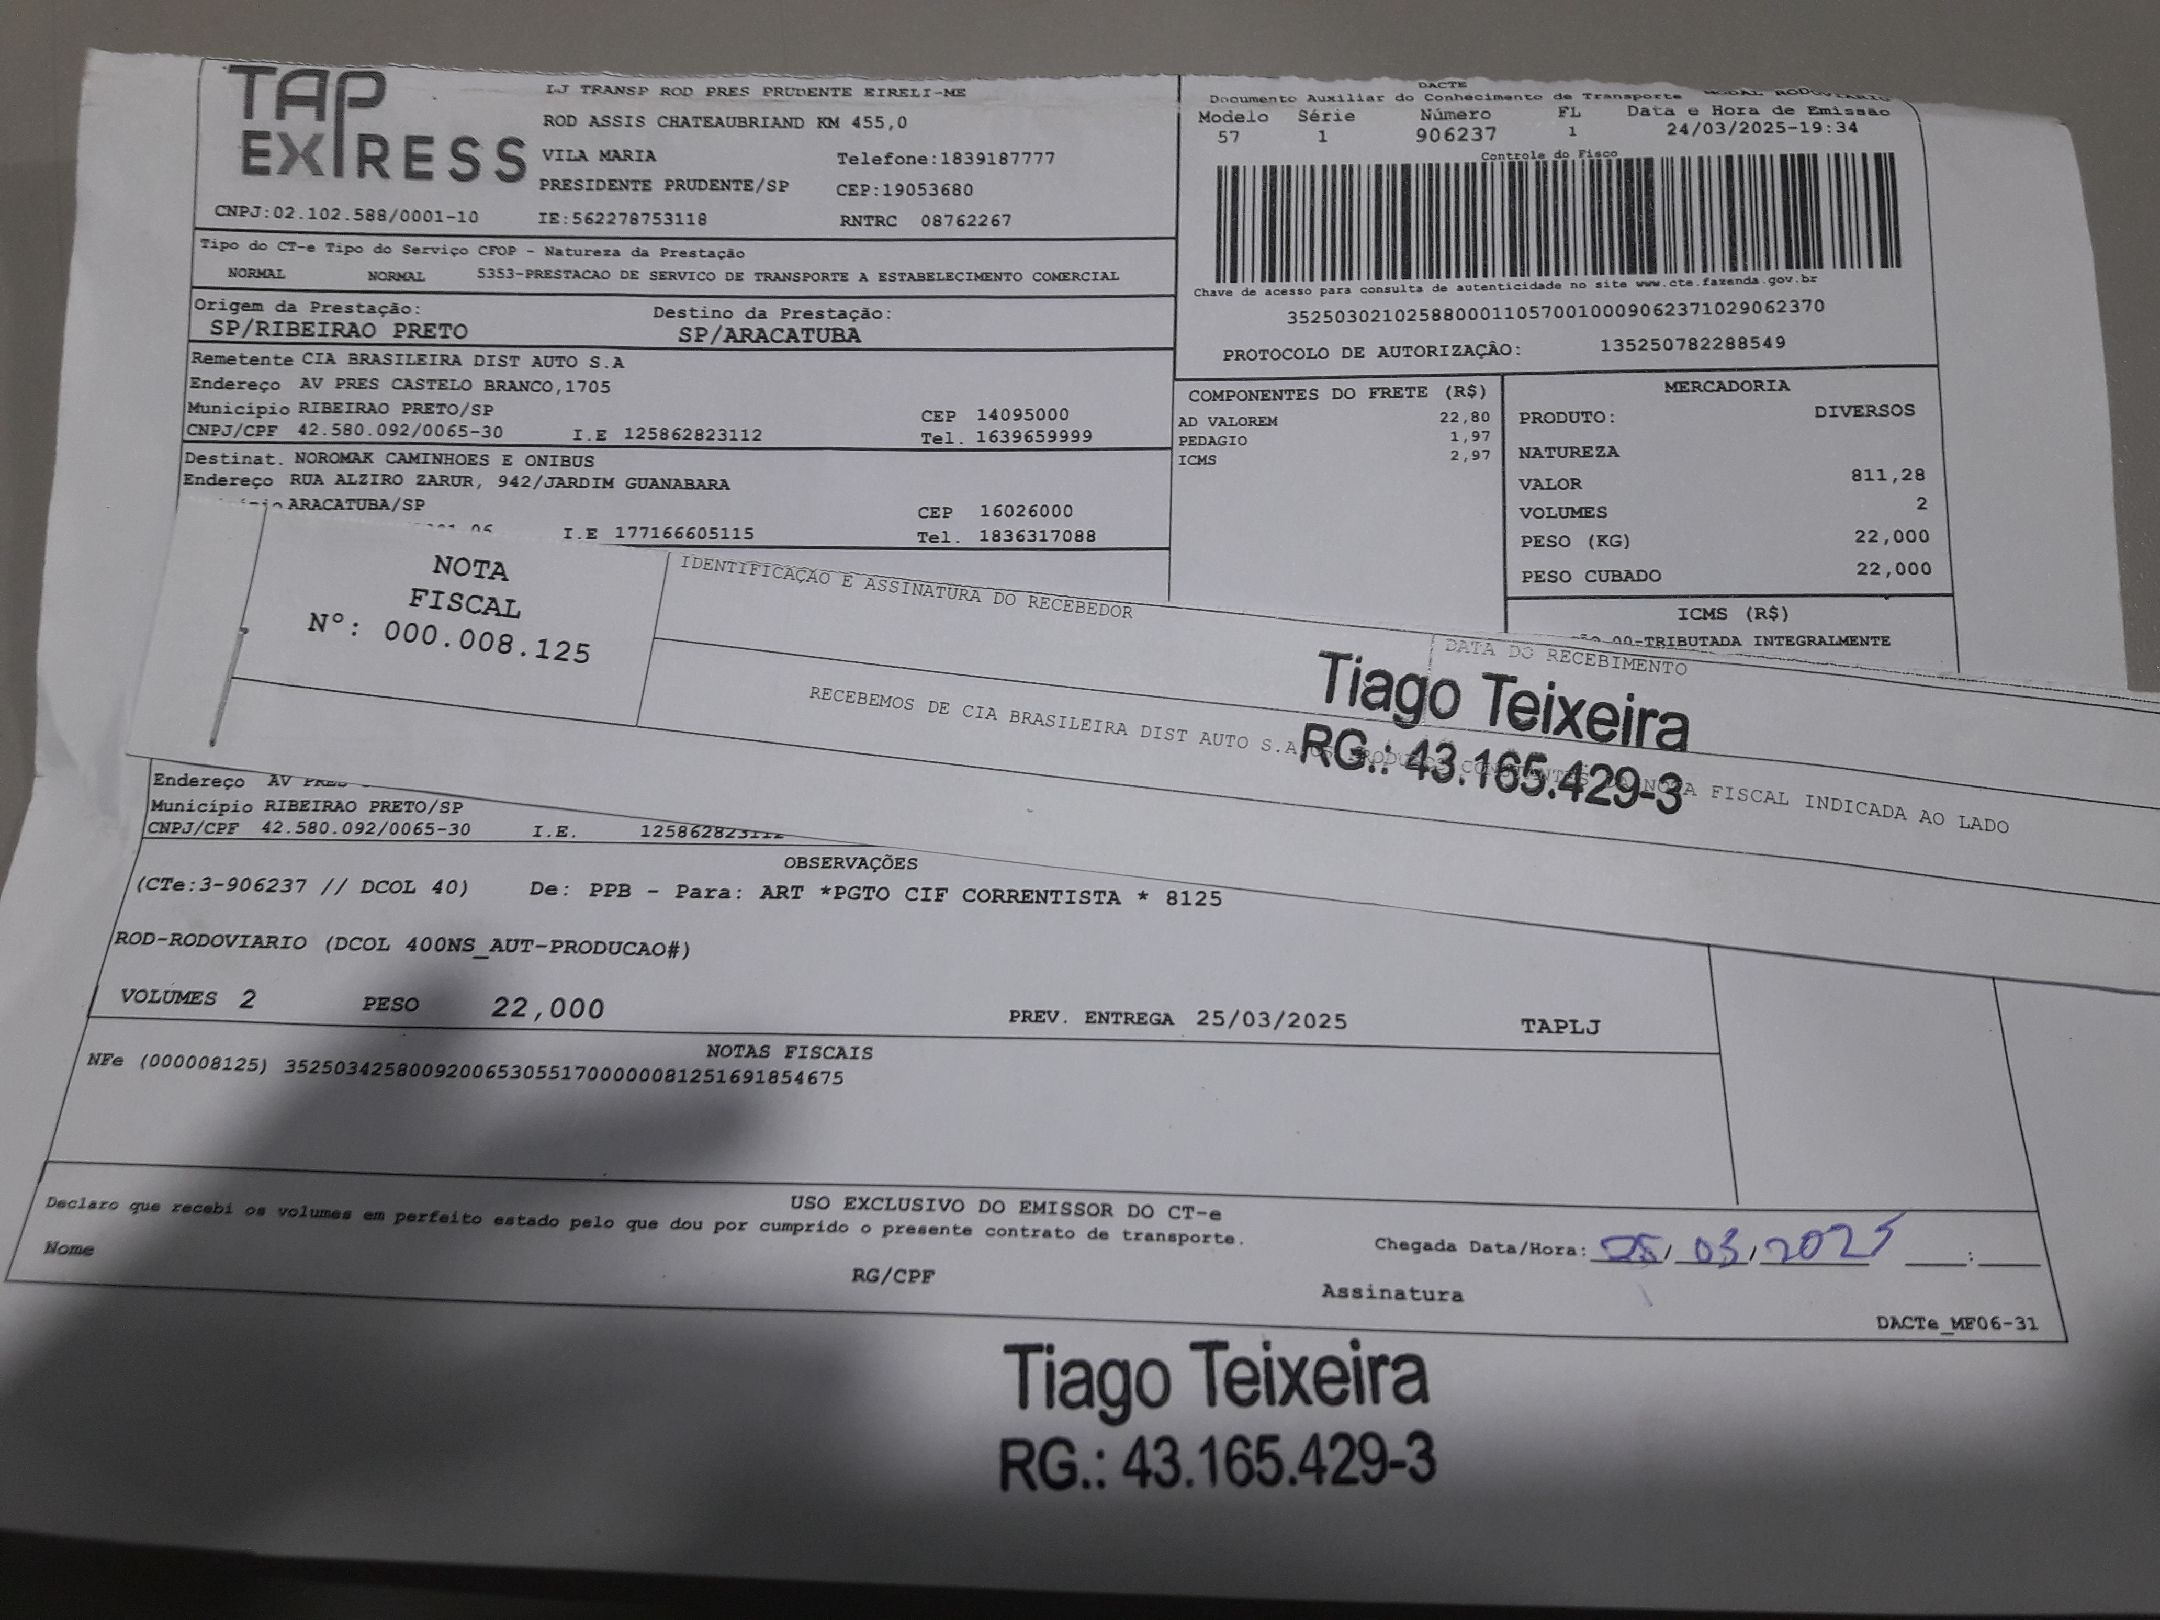 TAP EXPRESS
LJ TRANSP ROD PRES PRUDENTE EIRELI-ME
ROD ASSIS CHATEAUBRIAND KM 455,0
VILA MARIA Telefone:1839187777
PRESIDENTE PRUDENTE/SP CEP:19053680
CNPJ:02.102.588/0001-10 IE:562278753118 RNTRC 08762267
DACTE
Documento Auxiliar do Conhecimento de Transporte MODAL RODOVIARIO
Modelo Série Número FL Data e Hora de Emissão
57 1 906237 1 24/03/2025-19:34
Controle do Fisco
Chave de acesso para consulta de autenticidade no site www.cte.fazenda.gov.br
35250302102588000110570010009062371029062370
PROTOCOLO DE AUTORIZAÇÂO: 135250782288549
Tipo do CT-e Tipo do Serviço CFOP - Natureza da Prestação
NORMAL NORMAL 5353-PRESTACAO DE SERVICO DE TRANSPORTE A ESTABELECIMENTO COMERCIAL
Origem da Prestação: Destino da Prestação:
SP/RIBEIRAO PRETO SP/ARACATUBA
Remetente CIA BRASILEIRA DIST AUTO S.A
Endereço AV PRES CASTELO BRANCO,1705
Município RIBEIRAO PRETO/SP CEP 14095000
CNPJ/CPF 42.580.092/0065-30 I.E 125862823112 Tel. 1639659999
Destinat. NOROMAK CAMINHOES E ONIBUS
Endereço RUA ALZIRO ZARUR, 942/JARDIM GUANABARA
ARACATUBA/SP CEP 16026000
I.E 177166605115 Tel. 1836317088
COMPONENTES DO FRETE (R$)
AD VALOREM 22,80
PEDAGIO 1,97
ICMS 2,97
MERCADORIA
PRODUTO: DIVERSOS
NATUREZA
VALOR 811,28
VOLUMES 2
PESO (KG) 22,000
PESO CUBADO 22,000
ICMS (R$)
00-TRIBUTADA INTEGRALMENTE
NOTA
FISCAL
Nº: 000.008.125
IDENTIFICAÇÃO E ASSINATURA DO RECEBEDOR
DATA DO RECEBIMENTO
RECEBEMOS DE CIA BRASILEIRA DIST AUTO S.A OS PRODUTOS CONSTANTES DA NOTA FISCAL INDICADA AO LADO
Tiago Teixeira
RG.: 43.165.429-3
Endereço AV PRES
Município RIBEIRAO PRETO/SP
CNPJ/CPF 42.580.092/0065-30 I.E. 125862823112
OBSERVAÇÕES
(CTe:3-906237 // DCOL 40) De: PPB - Para: ART *PGTO CIF CORRENTISTA * 8125
ROD-RODOVIARIO (DCOL 400NS_AUT-PRODUCAO#)
VOLUMES 2 PESO 22,000 PREV. ENTREGA 25/03/2025 TAPLJ
NOTAS FISCAIS
NFe (000008125) 35250342580092006530551700000081251691854675
USO EXCLUSIVO DO EMISSOR DO CT-e
Declaro que recebi os volumes em perfeito estado pelo que dou por cumprido o presente contrato de transporte.
Chegada Data/Hora: 25/03/2025 :
Nome RG/CPF Assinatura
DACTe_MF06-31
Tiago Teixeira
RG.: 43.165.429-3